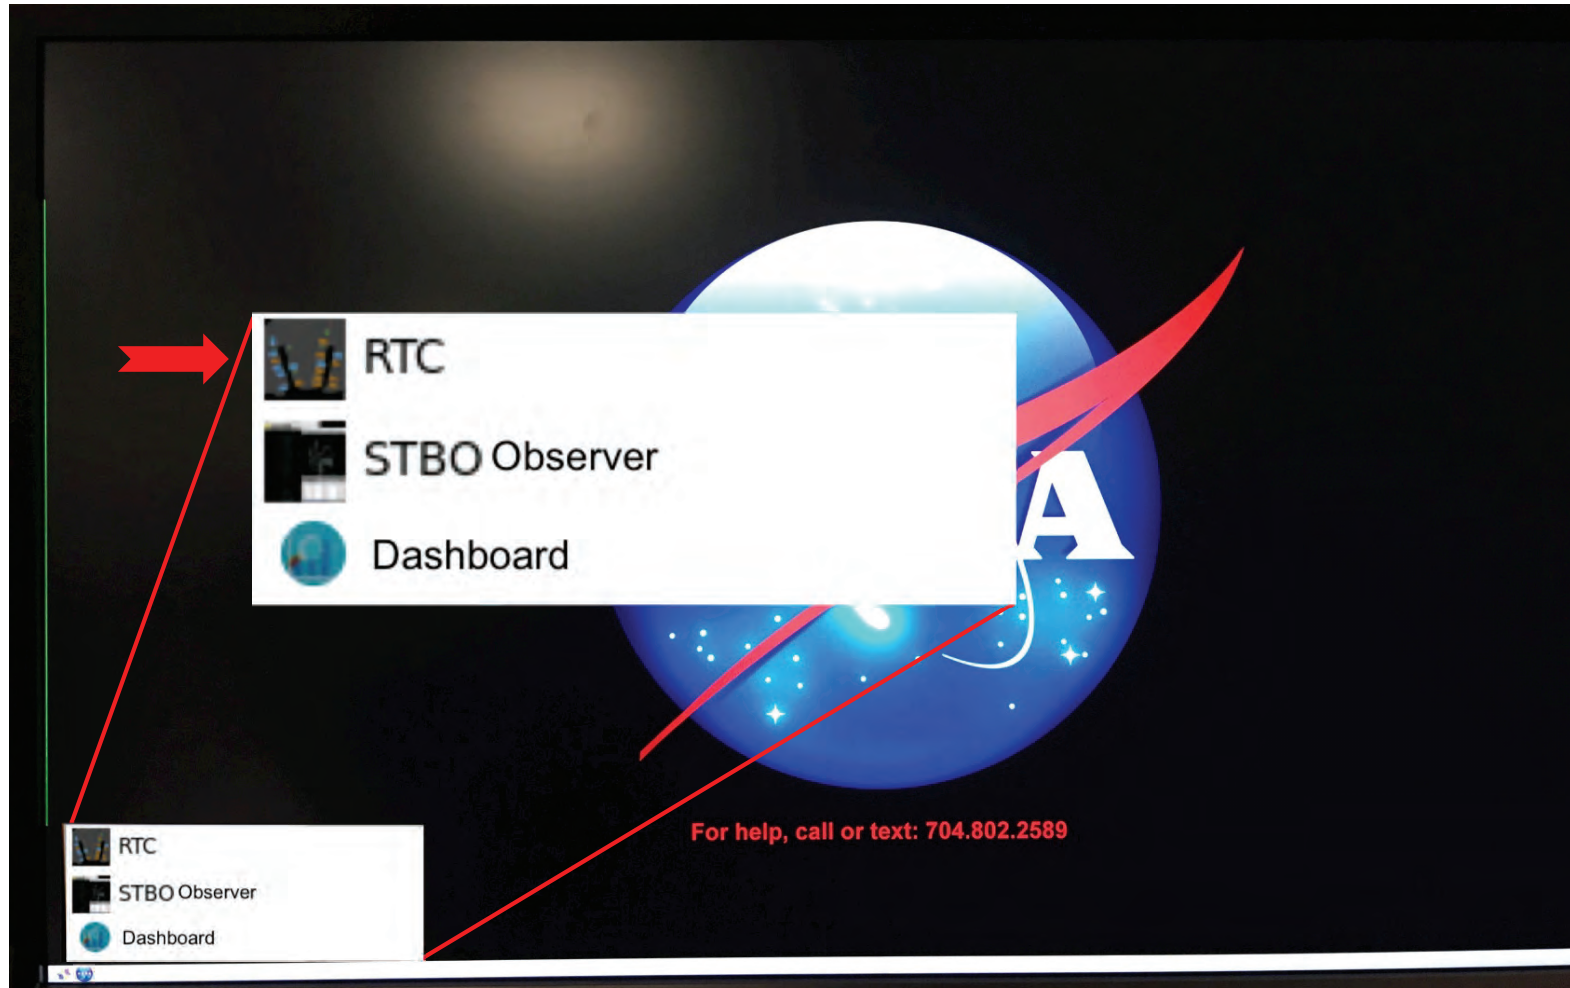 RTC
STBO Observer
Dashboard
A
For help, call or text: 704.802.2589
RTC
STBO Observer
Dashboard